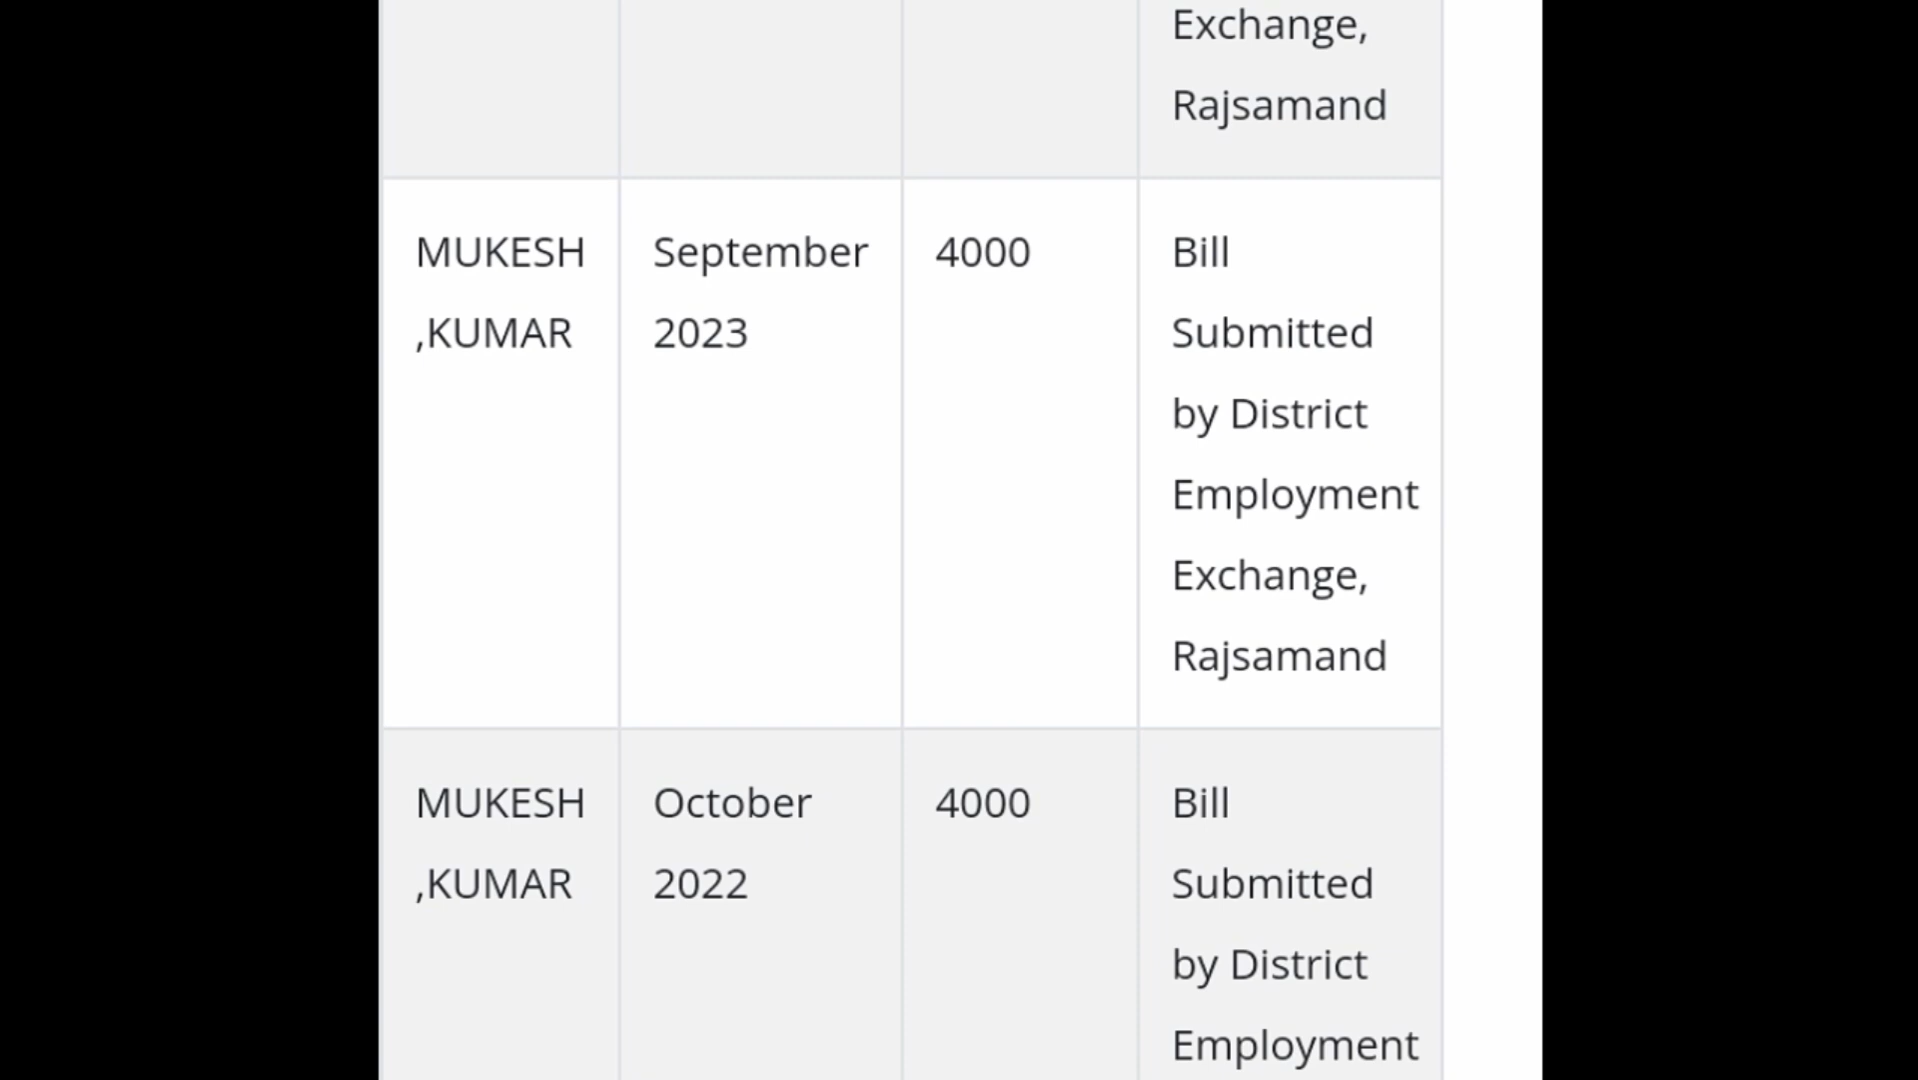 Exchange,
Rajsamand
MUKESH
,KUMAR
September
2023
4000
Bill
Submitted
by District
Employment
Exchange,
Rajsamand
MUKESH
,KUMAR
October
2022
4000
Bill
Submitted
by District
Employment